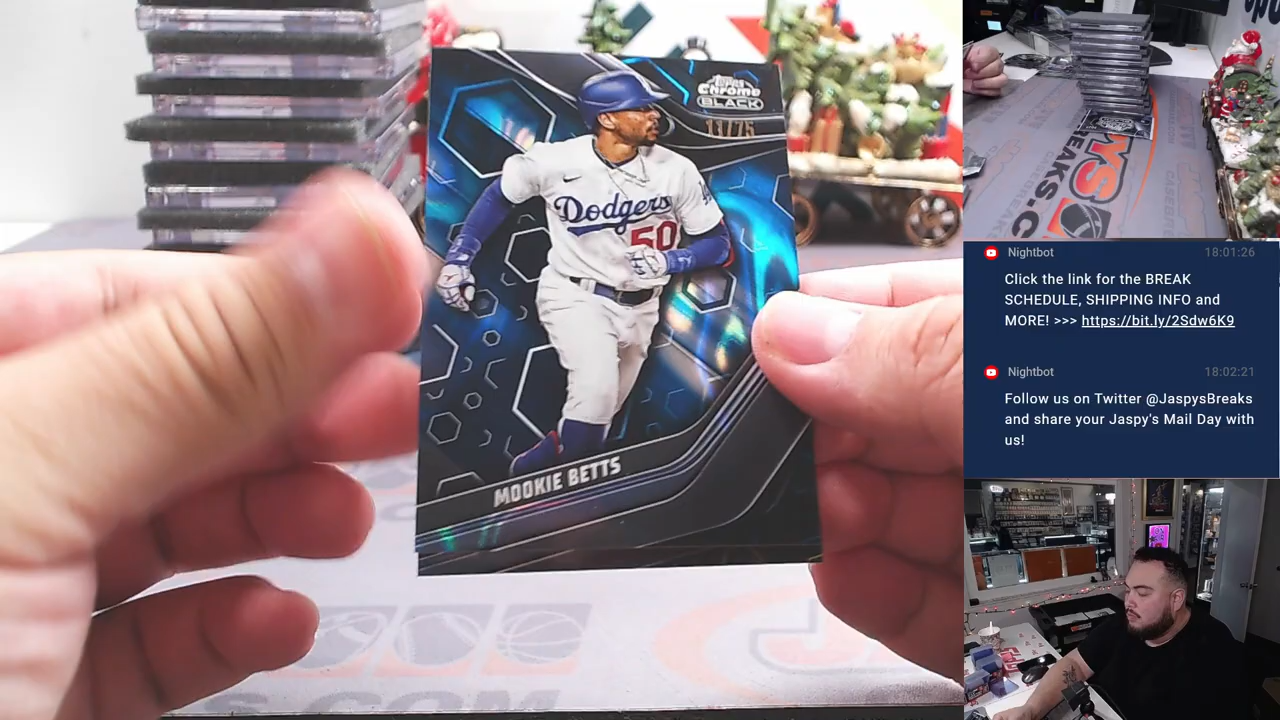 Topps
Chrome
BLACK
Dodgers
50
MOOKIE BETTS
Nightbot
18:01:26
Click the link for the BREAK
SCHEDULE, SHIPPING INFO and
MORE! >>> https://bit.ly/2Sdw6K9
Nightbot
18:02:21
Follow us on Twitter @JaspysBreaks
and share your Jaspy's Mail Day with
us!